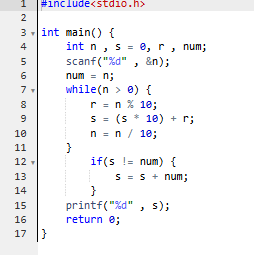 1 #include<stdio.h>
2
3 int main() {
4 int n , s = 0, r , num;
5 scanf("%d" , &n);
6 num = n;
7 while(n > 0) {
8 r = n % 10;
9 s = (s * 10) + r;
10 n = n / 10;
11 }
12 if(s != num) {
13 s = s + num;
14 }
15 printf("%d" , s);
16 return 0;
17 }